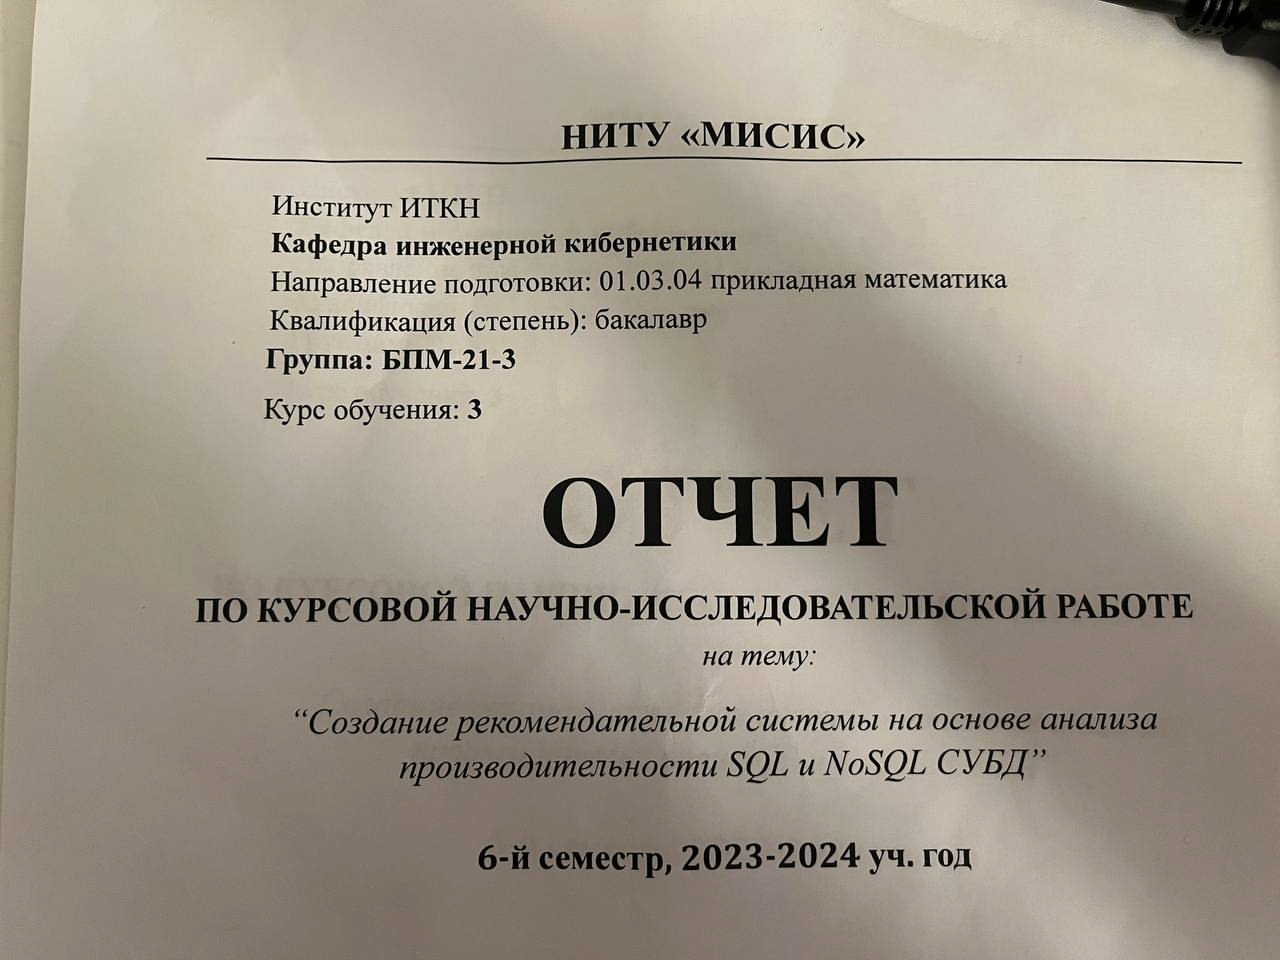 НИТУ «МИСИС»
Институт ИТКН
Кафедра инженерной кибернетики
Направление подготовки: 01.03.04 прикладная математика
Квалификация (степень): бакалавр
Группа: БПМ-21-3
Курс обучения: 3
ОТЧЕТ
ПО КУРСОВОЙ НАУЧНО-ИССЛЕДОВАТЕЛЬСКОЙ РАБОТЕ
на тему:
“Создание рекомендательной системы на основе анализа
производительности SQL и NoSQL СУБД”
6-й семестр, 2023-2024 уч. год